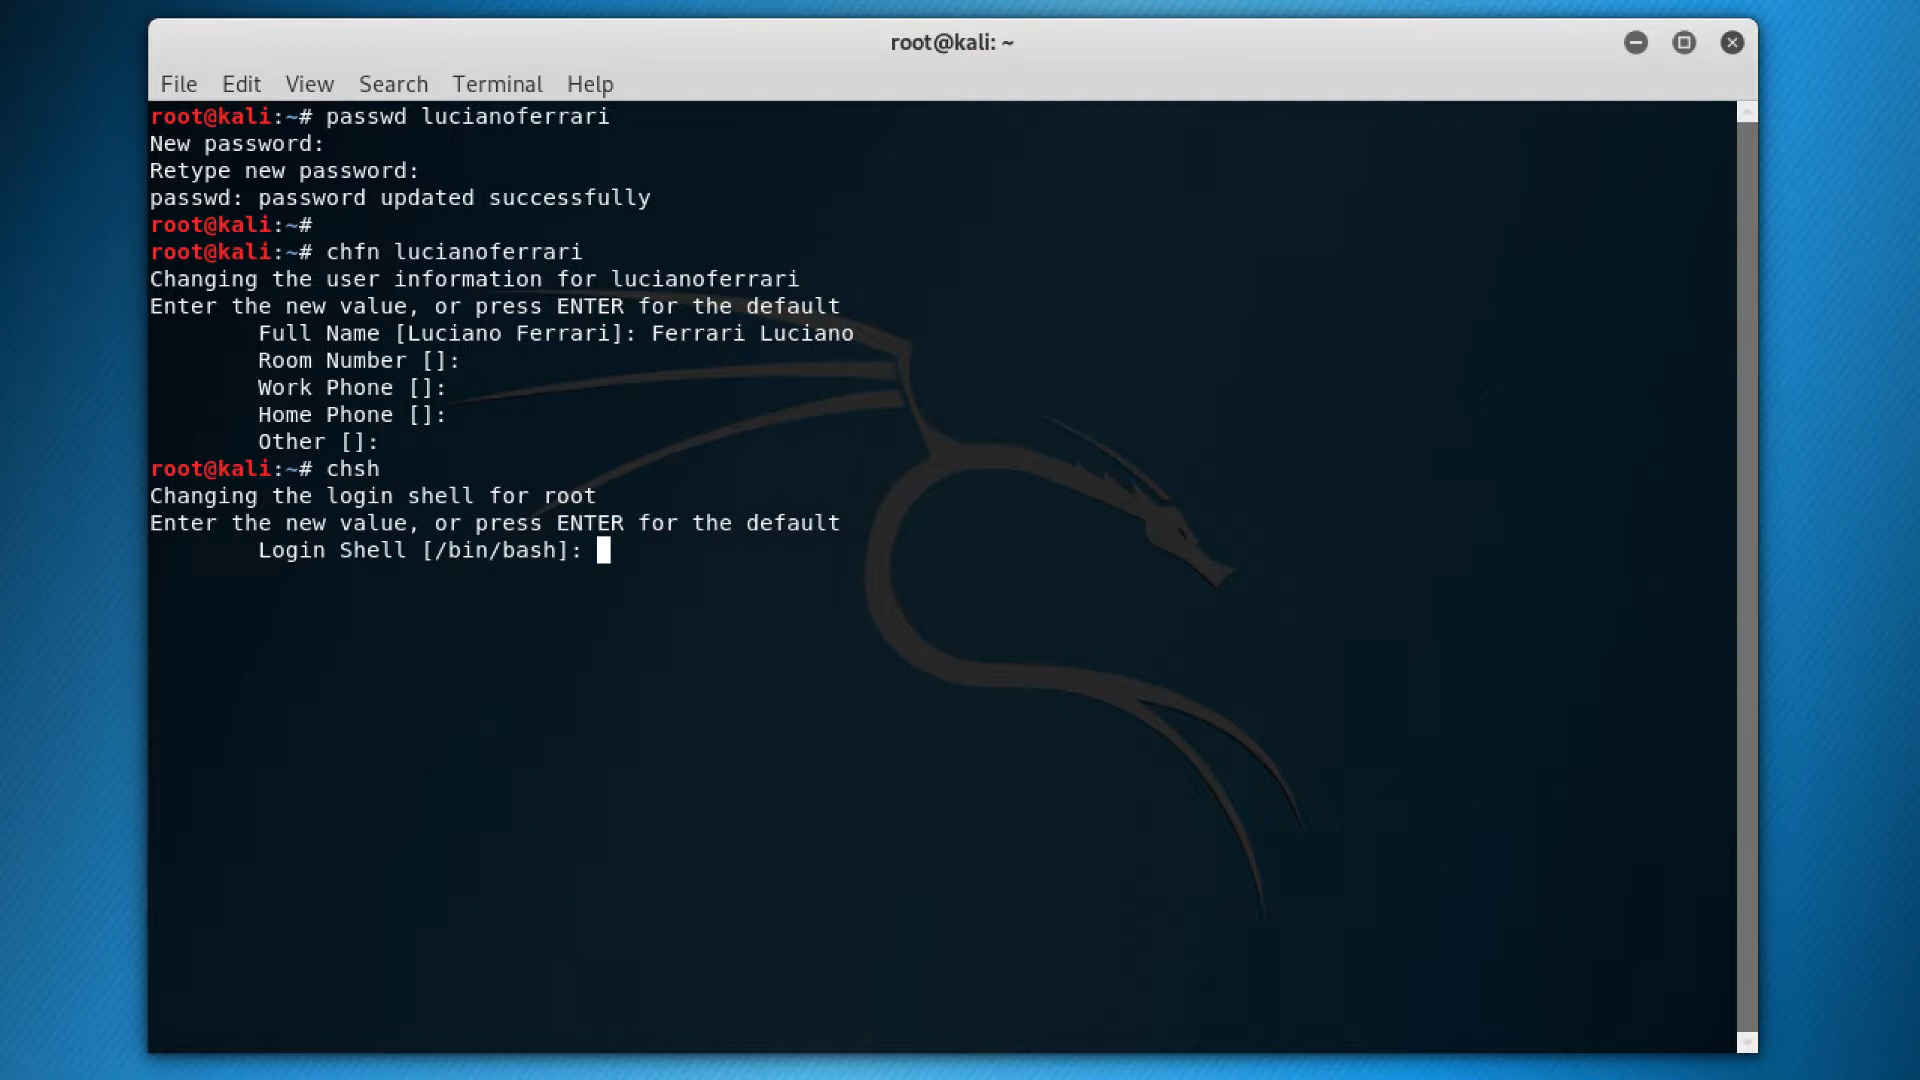 root@kali: ~
File Edit View Search Terminal Help
root@kali:~# passwd lucianoferrari
New password:
Retype new password:
passwd: password updated successfully
root@kali:~#
root@kali:~# chfn lucianoferrari
Changing the user information for lucianoferrari
Enter the new value, or press ENTER for the default
Full Name [Luciano Ferrari]: Ferrari Luciano
Room Number []:
Work Phone []:
Home Phone []:
Other []:
root@kali:~# chsh
Changing the login shell for root
Enter the new value, or press ENTER for the default
Login Shell [/bin/bash]: